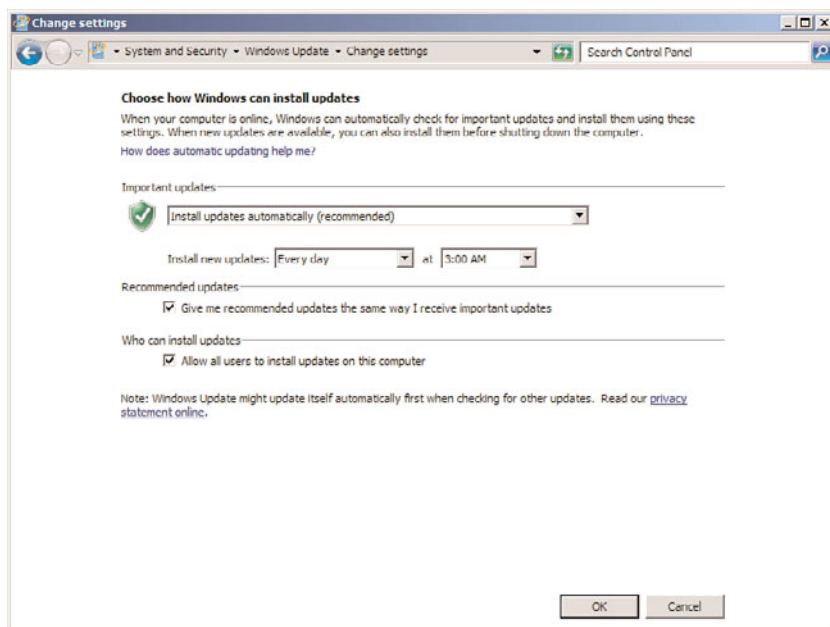 Change settings
System and Security
Windows Update
Change settings
Search Control Panel
Choose how Windows can install updates
When your computer is online, Windows can automatically check for important updates and install them using these
settings. When new updates are available, you can also install them before shutting down the computer.
How does automatic updating help me?
Important updates
Install updates automatically (recommended)
Install new updates: Every day at 3:00 AM
Recommended updates
Give me recommended updates the same way I receive important updates
Who can install updates
Allow all users to install updates on this computer
Note: Windows Update might update itself automatically first when checking for other updates. Read our privacy
statement online.
OK Cancel